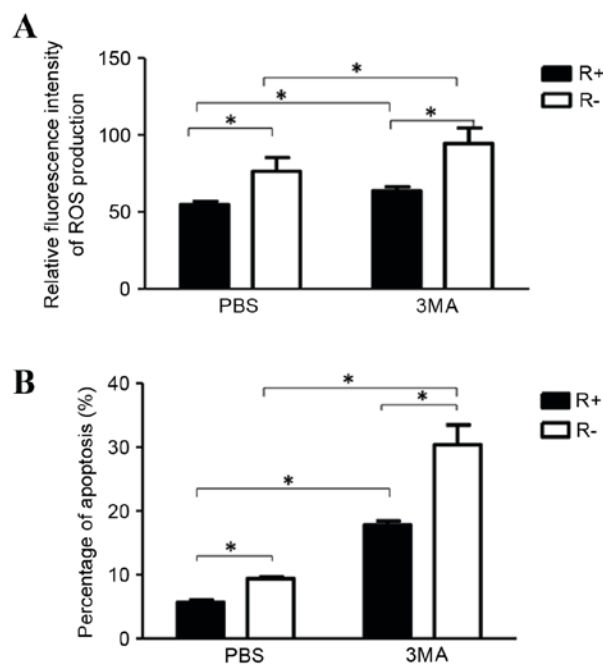 A
Relative fluorescence intensity
of ROS production
150
100
50
0
*
*
*
*
PBS
3MA
R+
R-
B
Percentage of apoptosis (%)
40
30
20
10
0
*
*
*
*
PBS
3MA
R+
R-